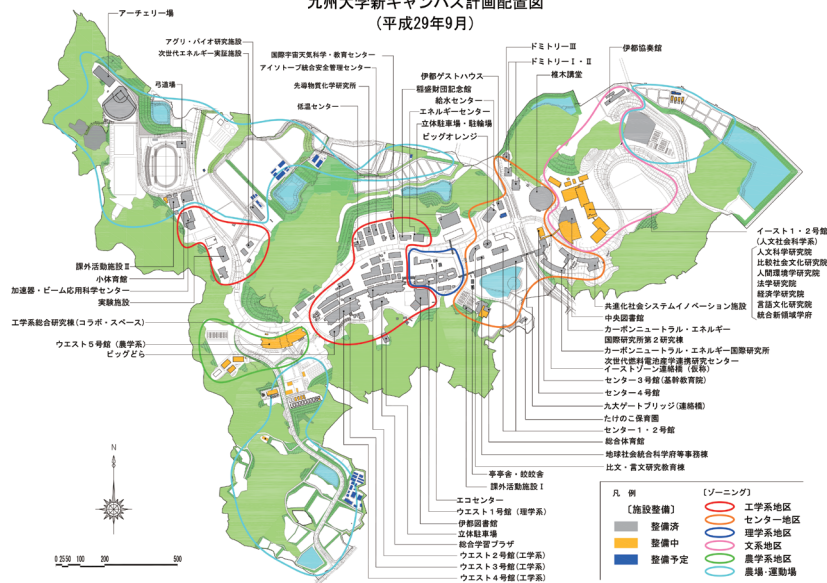 九州大学新キャンパス計画配置図
(平成29年9月)
アーチェリー場
アグリ・バイオ研究施設
次世代エネルギー実証施設
弓道場
国際宇宙天気科学・教育センター
アイソトープ統合安全管理センター
先導物質化学研究所
低温センター
伊都ゲストハウス
稲盛財団記念館
給水センター
エネルギーセンター
立体駐車場・駐輪場
ビッグオレンジ
ドミトリーⅢ
ドミトリーⅠ・Ⅱ
椎木講堂
伊都協奏館
課外活動施設Ⅱ
小体育館
加速器・ビーム応用科学センター
実験施設
工学系総合研究棟(コラボ・スペース)
ウエスト5号館(農学系)
ビッグどら
イースト1・2号館
(人文社会科学系)
人文科学研究院
比較社会文化研究院
人間環境学研究院
法学研究院
経済学研究院
言語文化研究院
統合新領域学府
共進化社会システムイノベーション施設
中央図書館
カーボンニュートラル・エネルギー
国際研究所第2研究棟
カーボンニュートラル・エネルギー国際研究所
次世代燃料電池産学連携研究センター
イーストゾーン連絡橋(仮称)
センター3号館(基幹教育院)
センター4号館
九大ゲートブリッジ(連絡橋)
たけのこ保育園
センター1・2号館
総合体育館
地球社会統合科学府等事務棟
比文・言文研究教育棟
亭亭舎・皎皎舎
課外活動施設Ⅰ
エコセンター
ウエスト1号館(理学系)
伊都図書館
立体駐車場
総合学習プラザ
ウエスト2号館(工学系)
ウエスト3号館(工学系)
ウエスト4号館(工学系)
N
0 25 50 100 200 500
凡 例
〔施設整備〕
整備済
整備中
整備予定
〔ゾーニング〕
工学系地区
センター地区
理学系地区
文系地区
農学系地区
農場・運動場